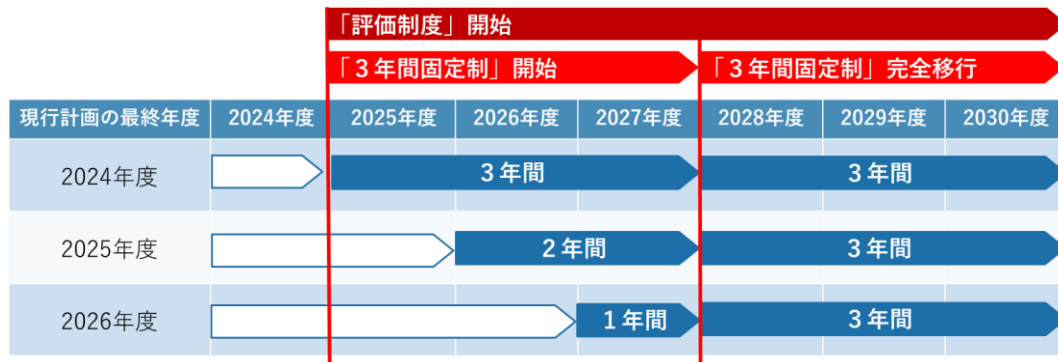 「評価制度」開始
「３年間固定制」開始 「３年間固定制」完全移行
現行計画の最終年度 2024年度 2025年度 2026年度 2027年度 2028年度 2029年度 2030年度
2024年度 3年間 3年間
2025年度 2年間 3年間
2026年度 1年間 3年間